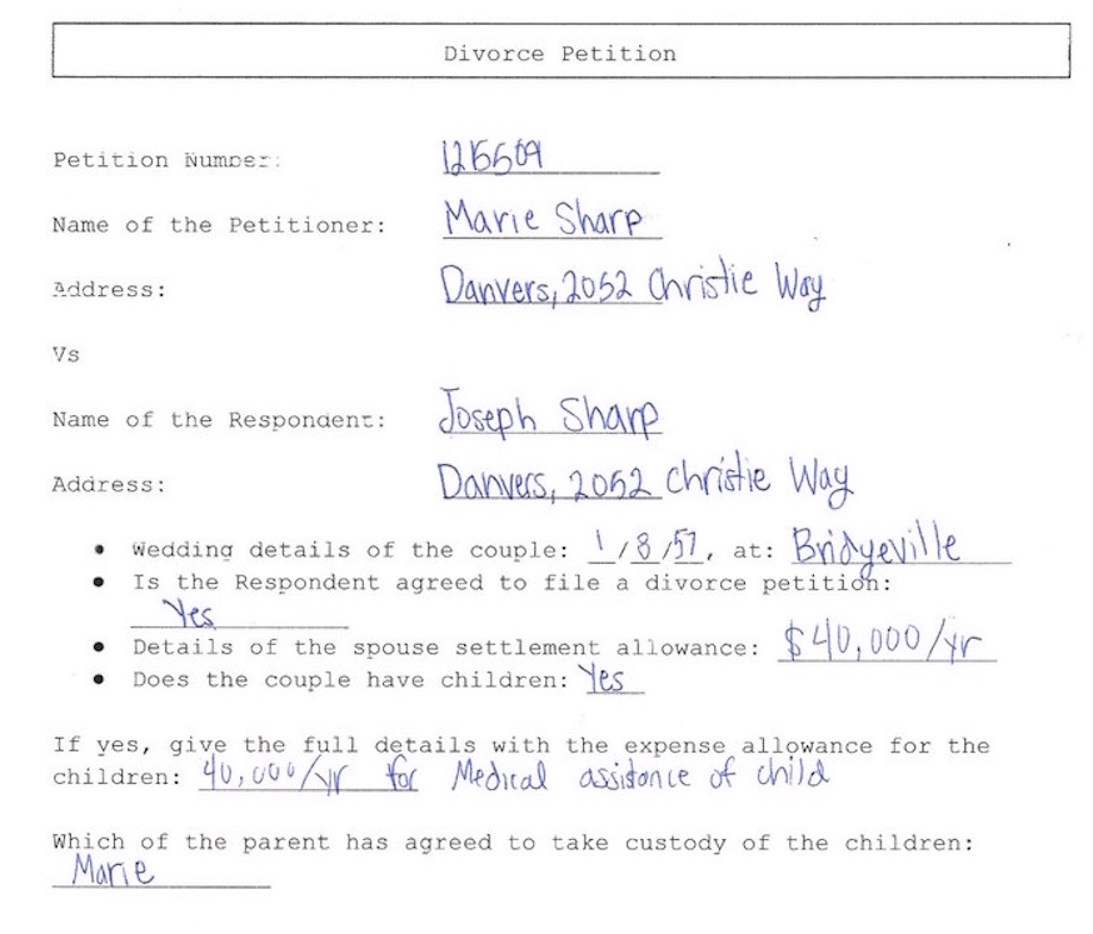 Divorce Petition
Petition Number:
Name of the Petitioner: Marie Sharp
Address: Danvers, 2052 Christie Way
Vs
Name of the Respondent: Joseph Sharp
Address: Danvers, 2052 Christie Way
• Wedding details of the couple: 1/8/57, at: Bridgeville
• Is the Respondent agreed to file a divorce petition:
Yes
• Details of the spouse settlement allowance: $40,000/yr
• Does the couple have children: Yes
If yes, give the full details with the expense allowance for the
children: 40,000/yr for Medical assistance of child
Which of the parent has agreed to take custody of the children:
Marie